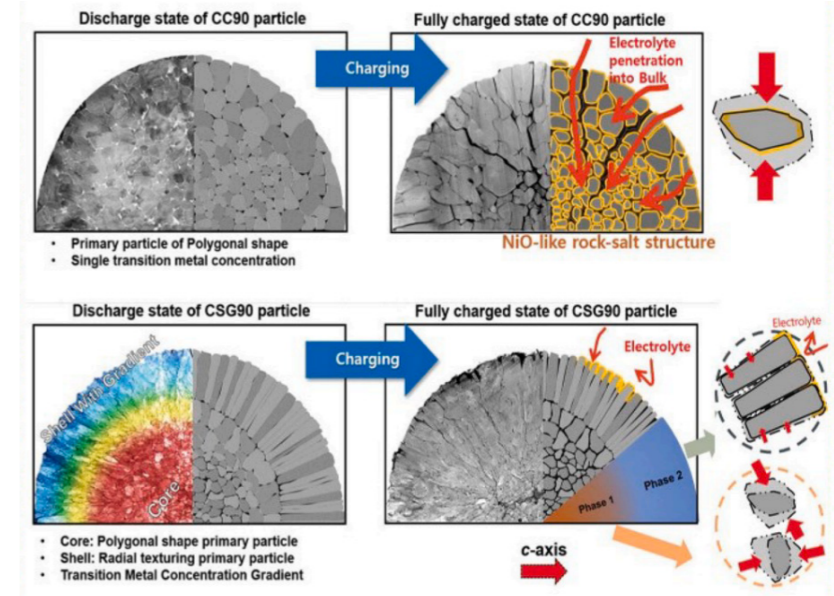 Discharge state of CC90 particle
Fully charged state of CC90 particle
Charging
Electrolyte
penetration
into Bulk
• Primary particle of Polygonal shape
• Single transition metal concentration
NiO-like rock-salt structure
Discharge state of CSG90 particle
Fully charged state of CSG90 particle
Shell With Gradient
Core
Charging
Electrolyte
Phase 1
Phase 2
Electrolyte
• Core: Polygonal shape primary particle
• Shell: Radial texturing primary particle
• Transition Metal Concentration Gradient
c-axis